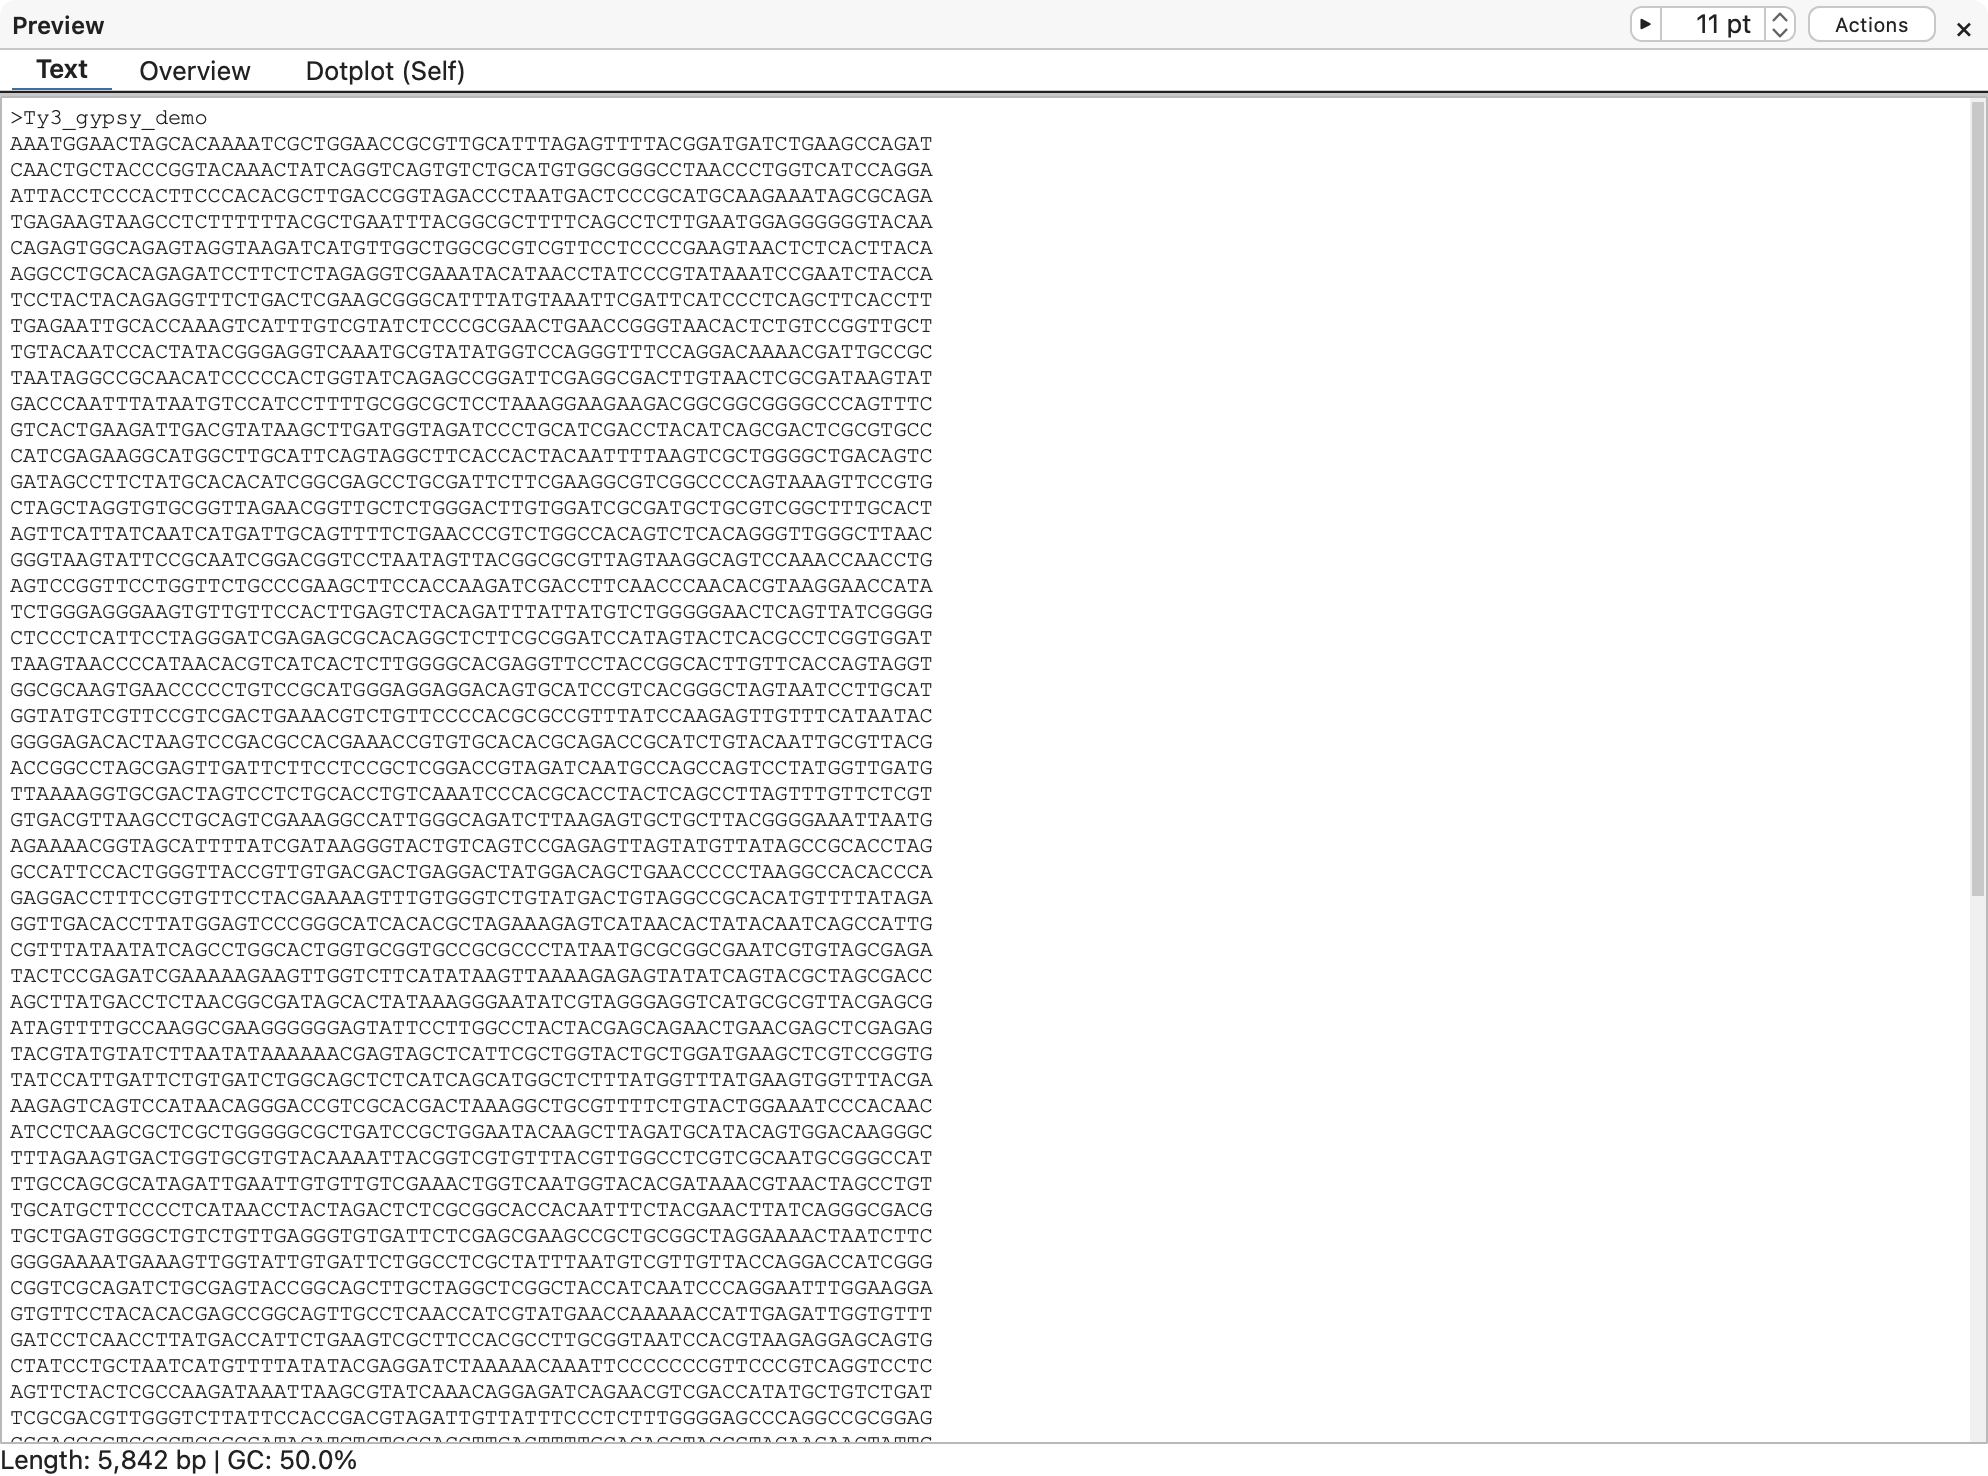 Preview
11 pt
Actions
Text
Overview
Dotplot (Self)
>Ty3_gypsy_demo
AAATGGAACTAGCACAAAATCGCTGGAACCGCGTTGCATTTAGAGTTTTACGGATGATCTGAAGCCAGAT
CAACTGCTACCCGGTACAAACTATCAGGTCAGTGTCTGCATGTGGCGGGCCTAACCCTGGTCATCCAGGA
ATTACCTCCCACTTCCCACACGCTTGACCGGTAGACCCTAATGACTCCCGCATGCAAGAAATAGCGCAGA
TGAGAAGTAAGCCTCTTTTTTACGCTGAATTTACGGCGCTTTTCAGCCTCTTGAATGGAGGGGGGTACAA
CAGAGTGGCAGAGTAGGTAAGATCATGTTGGCTGGCGCGTCGTTCCTCCCCGAAGTAACTCTCACTTACA
AGGCCTGCACAGAGATCCTTCTCTAGAGGTCGAAATACATAACCTATCCCGTATAAATCCGAATCTACCA
TCCTACTACAGAGGTTTCTGACTCGAAGCGGGCATTTATGTAAATTCGATTCATCCCTCAGCTTCACCTT
TGAGAATTGCACCAAAGTCATTTGTCGTATCTCCCGCGAACTGAACCGGGTAACACTCTGTCCGGTTGCT
TGTACAATCCACTATACGGGAGGTCAAATGCGTATATGGTCCAGGGTTTCCAGGACAAAACGATTGCCGC
TAATAGGCCGCAACATCCCCCACTGGTATCAGAGCCGGATTCGAGGCGACTTGTAACTCGCGATAAGTAT
GACCCAATTTATAATGTCCATCCTTTTGCGGCGCTCCTAAAGGAAGAAGACGGCGGCGGGGCCCAGTTTC
GTCACTGAAGATTGACGTATAAGCTTGATGGTAGATCCCTGCATCGACCTACATCAGCGACTCGCGTGCC
CATCGAGAAGGCATGGCTTGCATTCAGTAGGCTTCACCACTACAATTTTAAGTCGCTGGGGCTGACAGTC
GATAGCCTTCTATGCACACATCGGCGAGCCTGCGATTCTTCGAAGGCGTCGGCCCCAGTAAAGTTCCGTG
CTAGCTAGGTGTGCGGTTAGAACGGTTGCTCTGGGACTTGTGGATCGCGATGCTGCGTCGGCTTTGCACT
AGTTCATTATCAATCATGATTGCAGTTTTCTGAACCCGTCTGGCCACAGTCTCACAGGGTTGGGCTTAAC
GGGTAAGTATTCCGCAATCGGACGGTCCTAATAGTTACGGCGCGTTAGTAAGGCAGTCCAAACCAACCTG
AGTCCGGTTCCTGGTTCTGCCCGAAGCTTCCACCAAGATCGACCTTCAACCCAACACGTAAGGAACCATA
TCTGGGAGGGAAGTGTTGTTCCACTTGAGTCTACAGATTTATTATGTCTGGGGGAACTCAGTTATCGGGG
CTCCCTCATTCCTAGGGATCGAGAGCGCACAGGCTCTTCGCGGATCCATAGTACTCACGCCTCGGTGGAT
TAAGTAACCCCATAACACGTCATCACTCTTGGGGCACGAGGTTCCTACCGGCACTTGTTCACCAGTAGGT
GGCGCAAGTGAACCCCCTGTCCGCATGGGAGGAGGACAGTGCATCCGTCACGGGCTAGTAATCCTTGCAT
GGTATGTCGTTCCGTCGACTGAAACGTCTGTTCCCCACGCGCCGTTTATCCAAGAGTTGTTTCATAATAC
GGGGAGACACTAAGTCCGACGCCACGAAACCGTGTGCACACGCAGACCGCATCTGTACAATTGCGTTACG
ACCGGCCTAGCGAGTTGATTCTTCCTCCGCTCGGACCGTAGATCAATGCCAGCCAGTCCTATGGTTGATG
TTAAAAGGTGCGACTAGTCCTCTGCACCTGTCAAATCCCACGCACCTACTCAGCCTTAGTTTGTTCTCGT
GTGACGTTAAGCCTGCAGTCGAAAGGCCATTGGGCAGATCTTAAGAGTGCTGCTTACGGGGAAATTAATG
AGAAAACGGTAGCATTTTATCGATAAGGGTACTGTCAGTCCGAGAGTTAGTATGTTATAGCCGCACCTAG
GCCATTCCACTGGGTTACCGTTGTGACGACTGAGGACTATGGACAGCTGAACCCCCTAAGGCCACACCCA
GAGGACCTTTCCGTGTTCCTACGAAAAGTTTGTGGGTCTGTATGACTGTAGGCCGCACATGTTTTATAGA
GGTTGACACCTTATGGAGTCCCGGGCATCACACGCTAGAAAGAGTCATAACACTATACAATCAGCCATTG
CGTTTATAATATCAGCCTGGCACTGGTGCGGTGCCGCGCCCTATAATGCGCGGCGAATCGTGTAGCGAGA
TACTCCGAGATCGAAAAAGAAGTTGGTCTTCATATAAGTTAAAAGAGAGTATATCAGTACGCTAGCGACC
AGCTTATGACCTCTAACGGCGATAGCACTATAAAGGGAATATCGTAGGGAGGTCATGCGCGTTACGAGCG
ATAGTTTTGCCAAGGCGAAGGGGGGAGTATTCCTTGGCCTACTACGAGCAGAACTGAACGAGCTCGAGAG
TACGTATGTATCTTAATATAAAAAACGAGTAGCTCATTCGCTGGTACTGCTGGATGAAGCTCGTCCGGTG
TATCCATTGATTCTGTGATCTGGCAGCTCTCATCAGCATGGCTCTTTATGGTTTATGAAGTGGTTTACGA
AAGAGTCAGTCCATAACAGGGACCGTCGCACGACTAAAGGCTGCGTTTTCTGTACTGGAAATCCCACAAC
ATCCTCAAGCGCTCGCTGGGGGCGCTGATCCGCTGGAATACAAGCTTAGATGCATACAGTGGACAAGGGC
TTTAGAAGTGACTGGTGCGTGTACAAAATTACGGTCGTGTTTACGTTGGCCTCGTCGCAATGCGGGCCAT
TTGCCAGCGCATAGATTGAATTGTGTTGTCGAAACTGGTCAATGGTACACGATAAACGTAACTAGCCTGT
TGCATGCTTCCCCTCATAACCTACTAGACTCTCGCGGCACCACAATTTCTACGAACTTATCAGGGCGACG
TGCTGAGTGGGCTGTCTGTTGAGGGTGTGATTCTCGAGCGAAGCCGCTGCGGCTAGGAAAACTAATCTTC
GGGGAAAATGAAAGTTGGTATTGTGATTCTGGCCTCGCTATTTAATGTCGTTGTTACCAGGACCATCGGG
CGGTCGCAGATCTGCGAGTACCGGCAGCTTGCTAGGCTCGGCTACCATCAATCCCAGGAATTTGGAAGGA
GTGTTCCTACACACGAGCCGGCAGTTGCCTCAACCATCGTATGAACCAAAAACCATTGAGATTGGTGTTT
GATCCTCAACCTTATGACCATTCTGAAGTCGCTTCCACGCCTTGCGGTAATCCACGTAAGAGGAGCAGTG
CTATCCTGCTAATCATGTTTTATATACGAGGATCTAAAAACAAATTCCCCCCCGTTCCCGTCAGGTCCTC
AGTTCTACTCGCCAAGATAAATTAAGCGTATCAAACAGGAGATCAGAACGTCGACCATATGCTGTCTGAT
TCGCGACGTTGGGTCTTATTCCACCGACGTAGATTGTTATTTCCCTCTTTGGGGAGCCCAGGCCGCGGAG
Length: 5,842 bp | GC: 50.0%